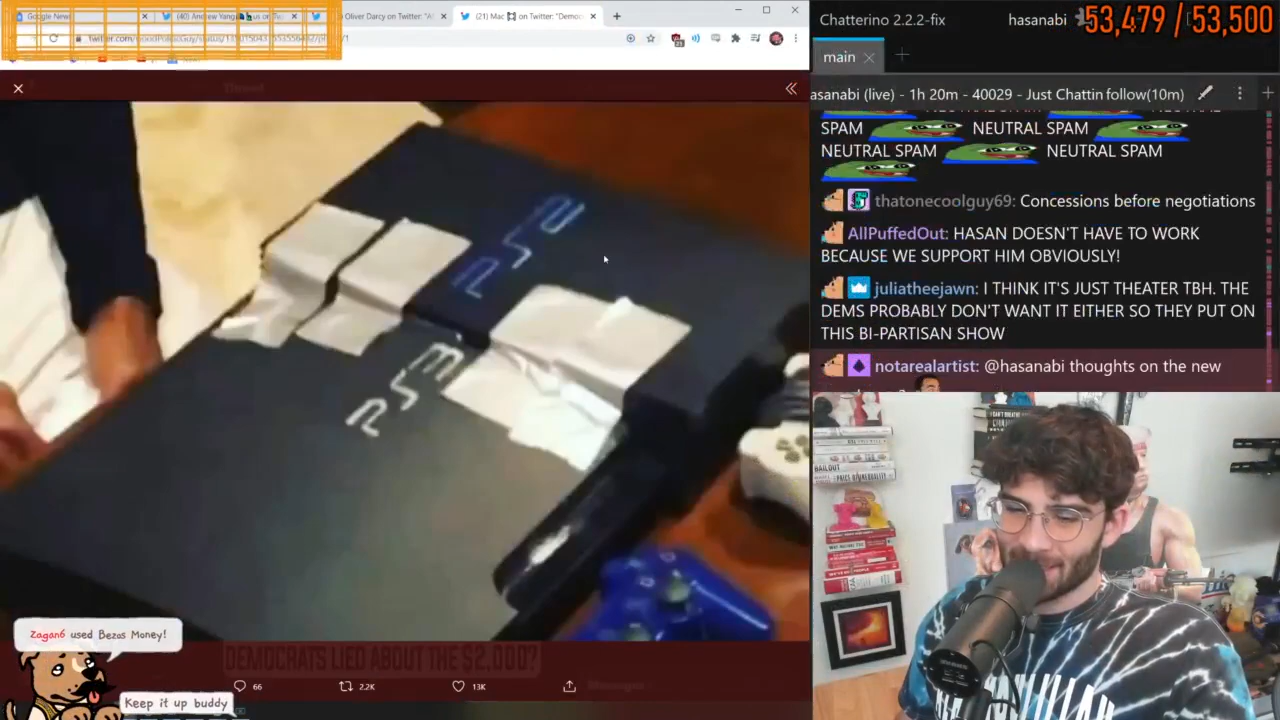 Google News
(40) Andrew Yang
Oliver Darcy on Twitter: "A
(21) Mac on Twitter: "Democ
Chatterino 2.2.2-fix
hasanabi
53,479 / 53,500
main
asanabi (live) - 1h 20m - 40029 - Just Chattin follow(10m)
SPAM NEUTRAL SPAM
NEUTRAL SPAM NEUTRAL SPAM
thatonecoolguy69: Concessions before negotiations
AllPuffedOut: HASAN DOESN'T HAVE TO WORK
BECAUSE WE SUPPORT HIM OBVIOUSLY!
juliatheejawn: I THINK IT'S JUST THEATER TBH. THE
DEMS PROBABLY DON'T WANT IT EITHER SO THEY PUT ON
THIS BI-PARTISAN SHOW
notarealartist: @hasanabi thoughts on the new
PS2
PS3
Zagan6 used Bezos Money!
Keep it up buddy
DEMOCRATS LIED ABOUT THE $2,000?
66
2.2K
13K
BAILOUT
PRICE OF INEQUALITY